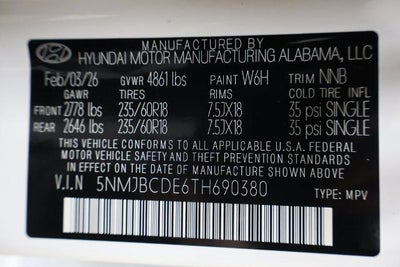 MANUFACTURED BY
HYUNDAI MOTOR MANUFACTURING ALABAMA, LLC
Feb/03/26 GVWR 4861 lbs PAINT W6H TRIM NNB
GAWR TIRES RIMS COLD TIRE INFL
FRONT 2778 lbs 235/60R18 7.5JX18 35 psi SINGLE
REAR 2646 lbs 235/60R18 7.5JX18 35 psi SINGLE
THIS VEHICLE CONFORMS TO ALL APPLICABLE U.S.A. FEDERAL
MOTOR VEHICLE SAFETY AND THEFT PREVENTION STANDARDS
IN EFFECT ON THE DATE OF MANUFACTURE SHOWN ABOVE.
V.I.N 5NMJBCDE6TH690380 TYPE: MPV